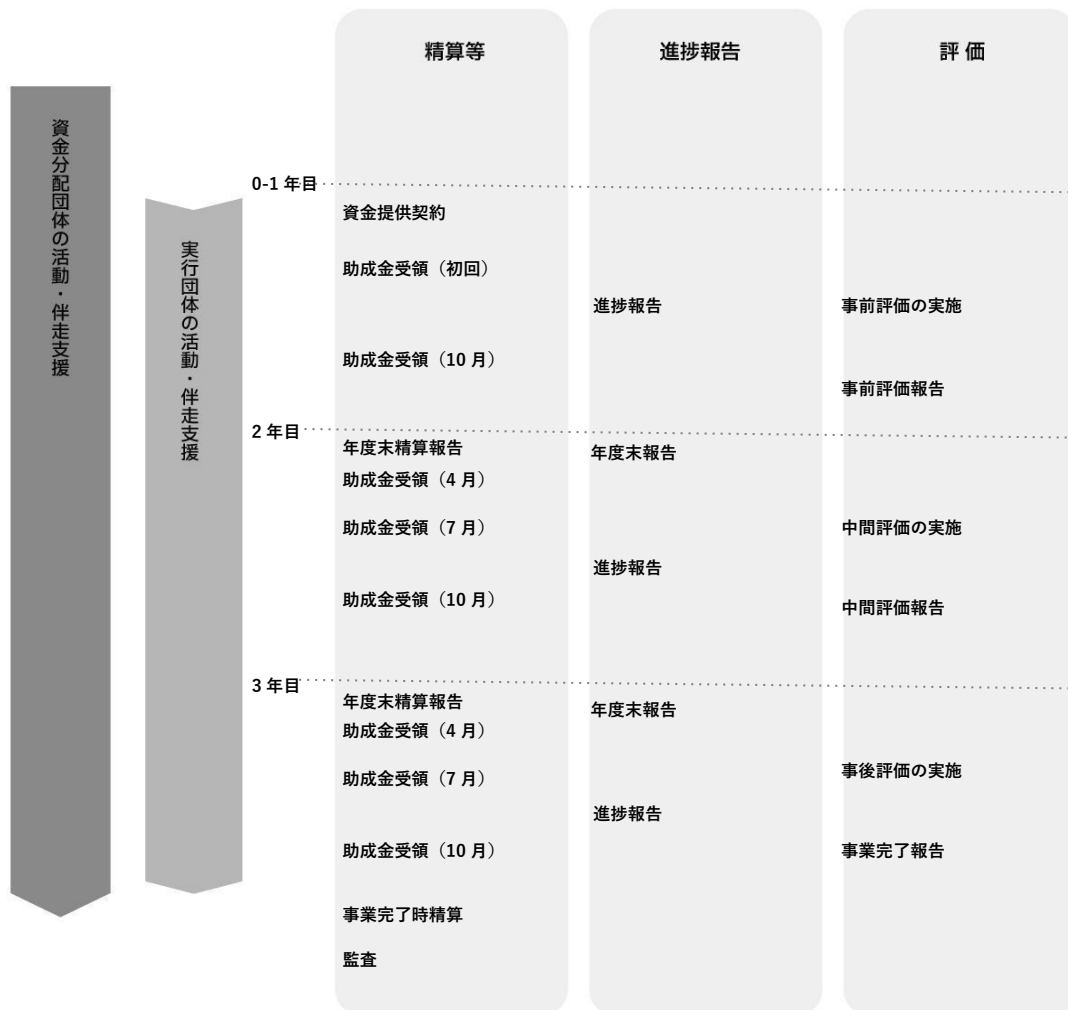 精算等
進捗報告
評 価
資金分配団体の活動・伴走支援
実行団体の活動・伴走支援
0-1 年目
資金提供契約
助成金受領（初回）
進捗報告
事前評価の実施
助成金受領（10 月）
事前評価報告
2 年目
年度末精算報告
年度末報告
助成金受領（4 月）
助成金受領（7 月）
中間評価の実施
進捗報告
助成金受領（10 月）
中間評価報告
3 年目
年度末精算報告
年度末報告
助成金受領（4 月）
事後評価の実施
助成金受領（7 月）
進捗報告
助成金受領（10 月）
事業完了報告
事業完了時精算
監査